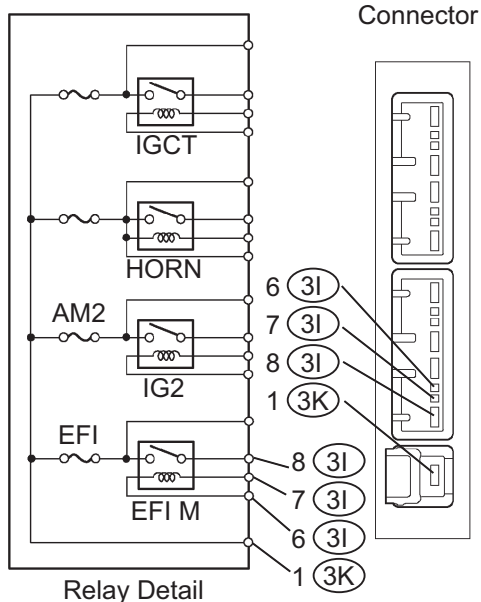 Connector
IGCT
HORN
AM2
IG2
EFI
EFI M
6 3I
7 3I
8 3I
1 3K
8 3I
7 3I
6 3I
1 3K
Relay Detail